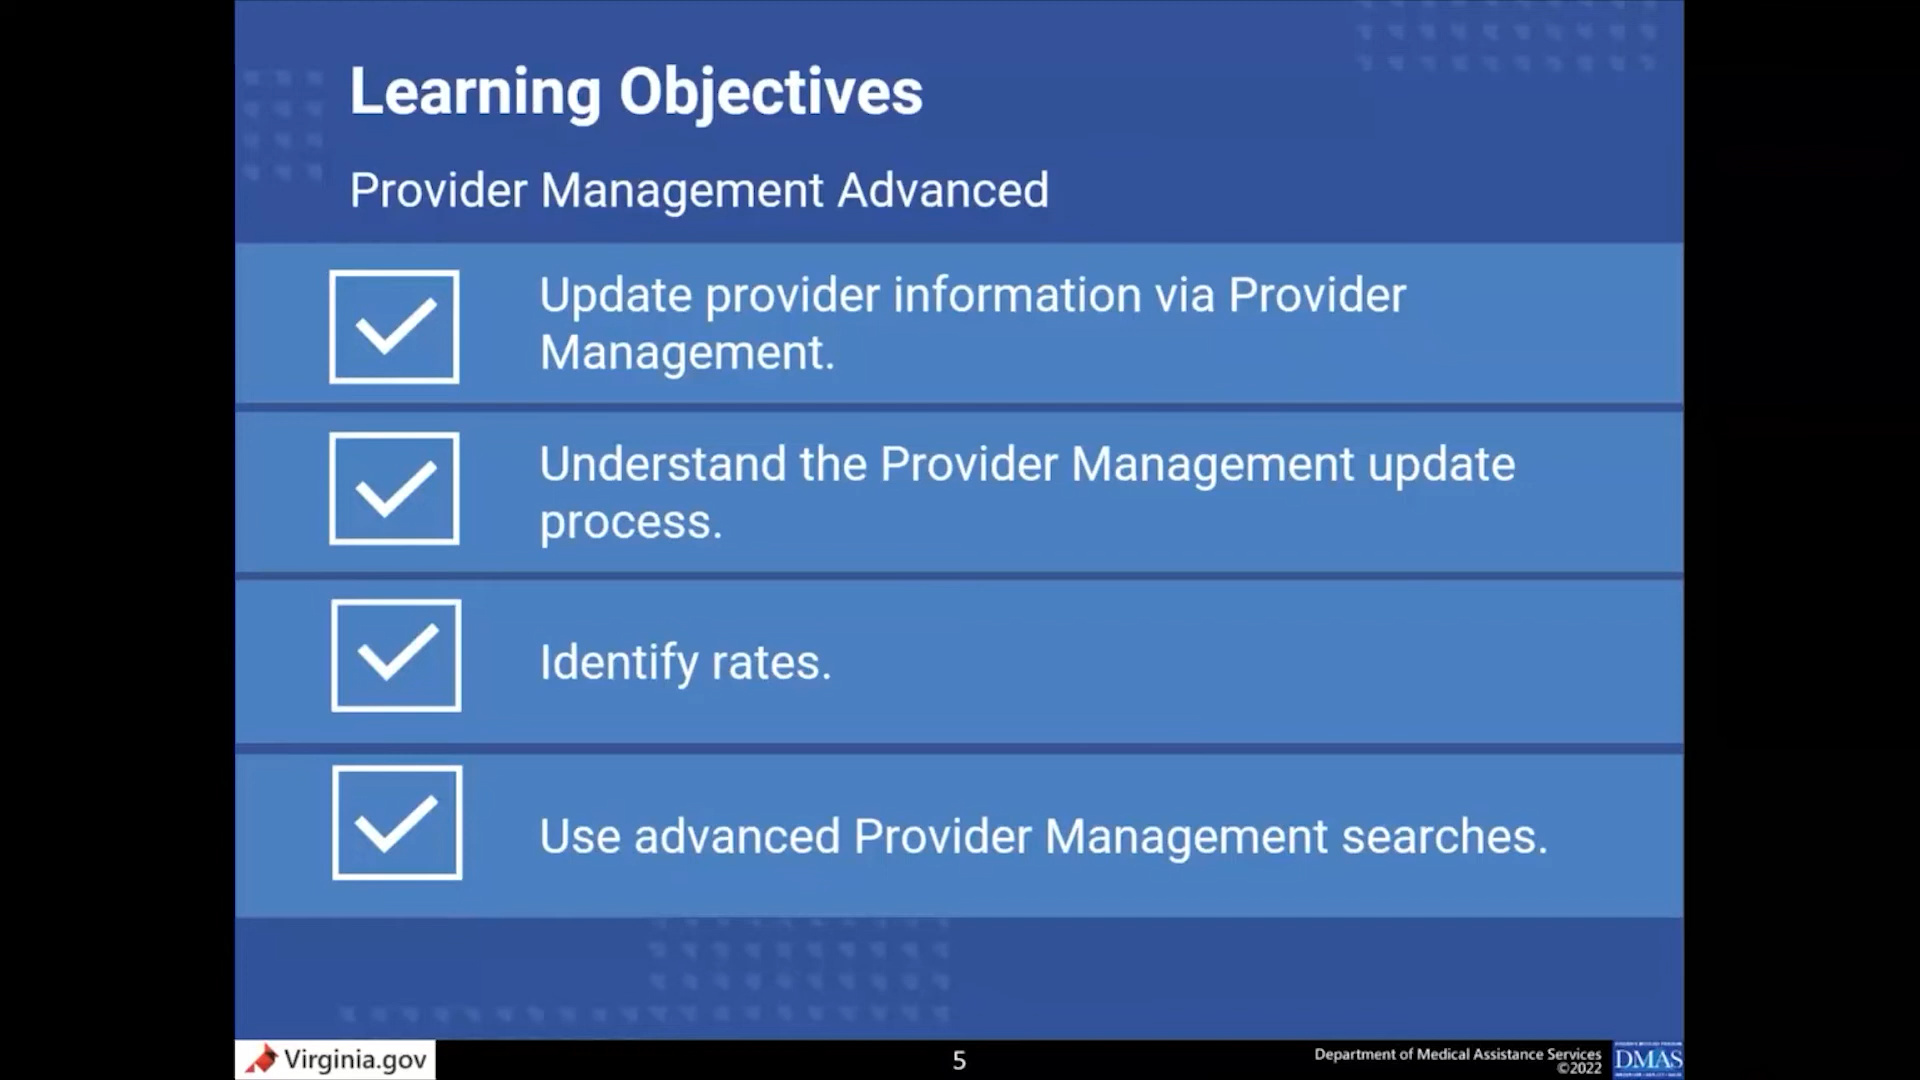 Learning Objectives
Provider Management Advanced
Update provider information via Provider
Management.
Understand the Provider Management update
process.
Identify rates.
Use advanced Provider Management searches.
Virginia.gov
5
Department of Medical Assistance Services
©2022
DMAS